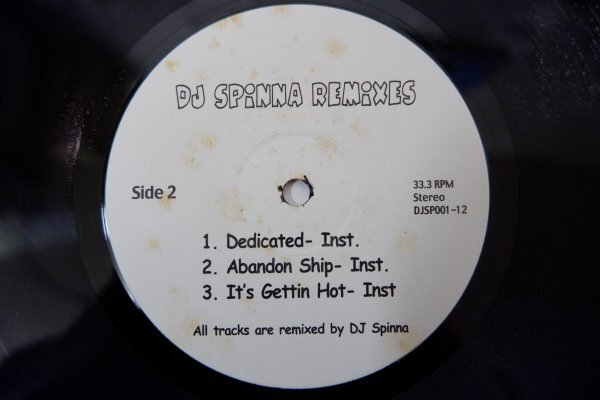 DJ SPiNNA REMiXES
Side 2
33.3 RPM
Stereo
DJSP001-12
1. Dedicated- Inst.
2. Abandon Ship- Inst.
3. It's Gettin Hot- Inst
All tracks are remixed by DJ Spinna